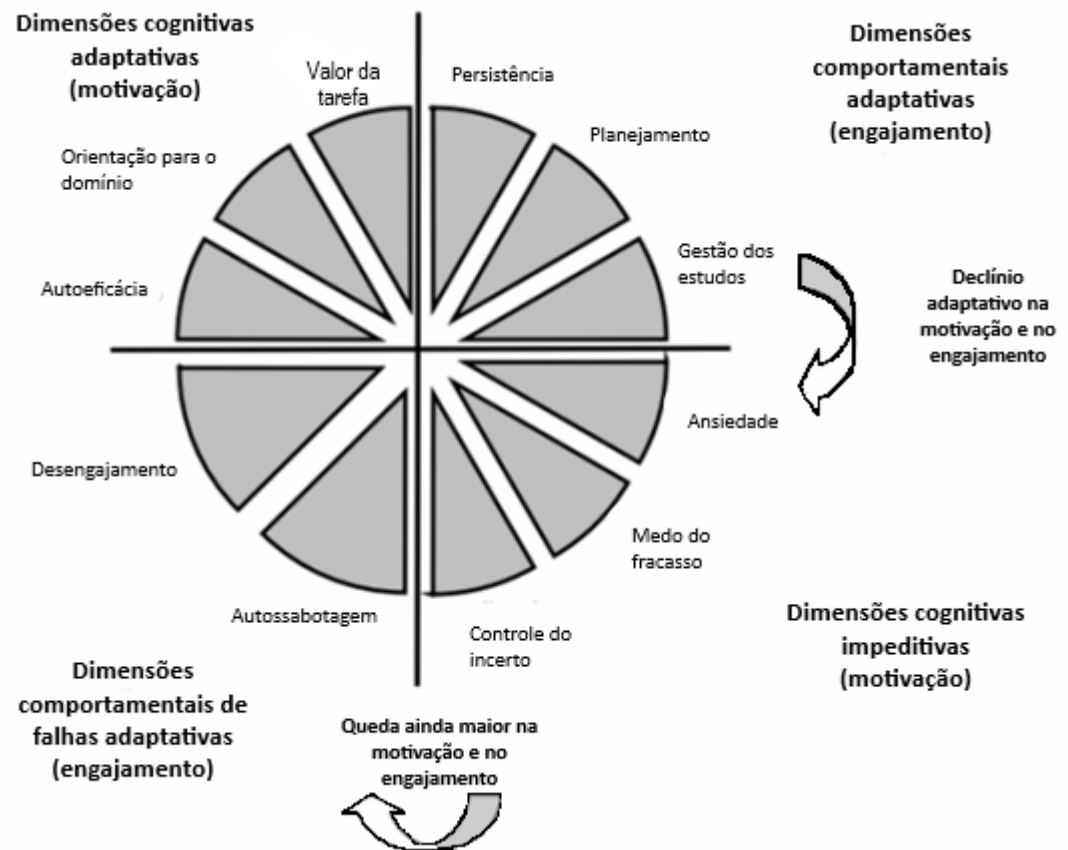 Dimensões cognitivas
adaptativas
(motivação)
Valor da
tarefa
Persistência
Dimensões
comportamentais
adaptativas
(engajamento)
Planejamento
Orientação para o
domínio
Gestão dos
estudos
Autoeficácia
Declínio
adaptativo na
motivação e no
engajamento
Ansiedade
Desengajamento
Medo do
fracasso
Autossabotagem
Controle do
incerto
Dimensões cognitivas
impeditivas
(motivação)
Dimensões
comportamentais de
falhas adaptativas
(engajamento)
Queda ainda maior na
motivação e no
engajamento